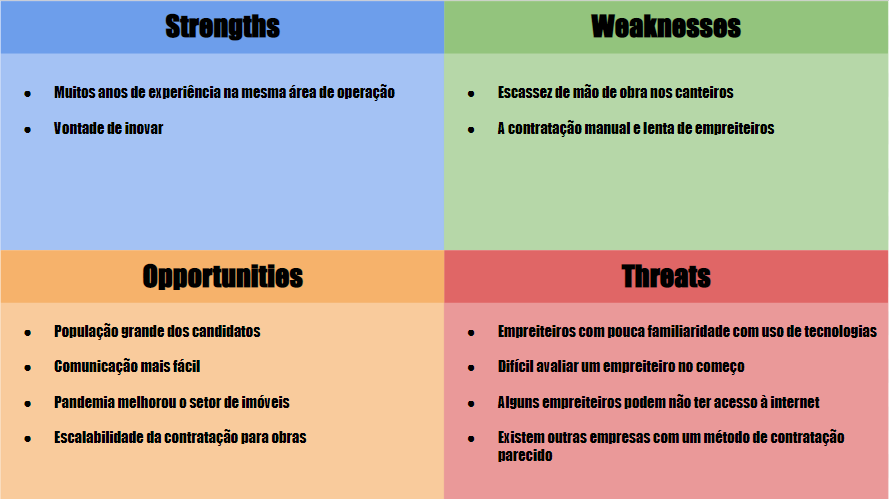 Strengths
• Muitos anos de experiência na mesma área de operação
• Vontade de inovar
Weaknesses
• Escassez de mão de obra nos canteiros
• A contratação manual e lenta de empreiteiros
Opportunities
• População grande dos candidatos
• Comunicação mais fácil
• Pandemia melhorou o setor de imóveis
• Escalabilidade da contratação para obras
Threats
• Empreiteiros com pouca familiaridade com uso de tecnologias
• Difícil avaliar um empreiteiro no começo
• Alguns empreiteiros podem não ter acesso à internet
• Existem outras empresas com um método de contratação
parecido